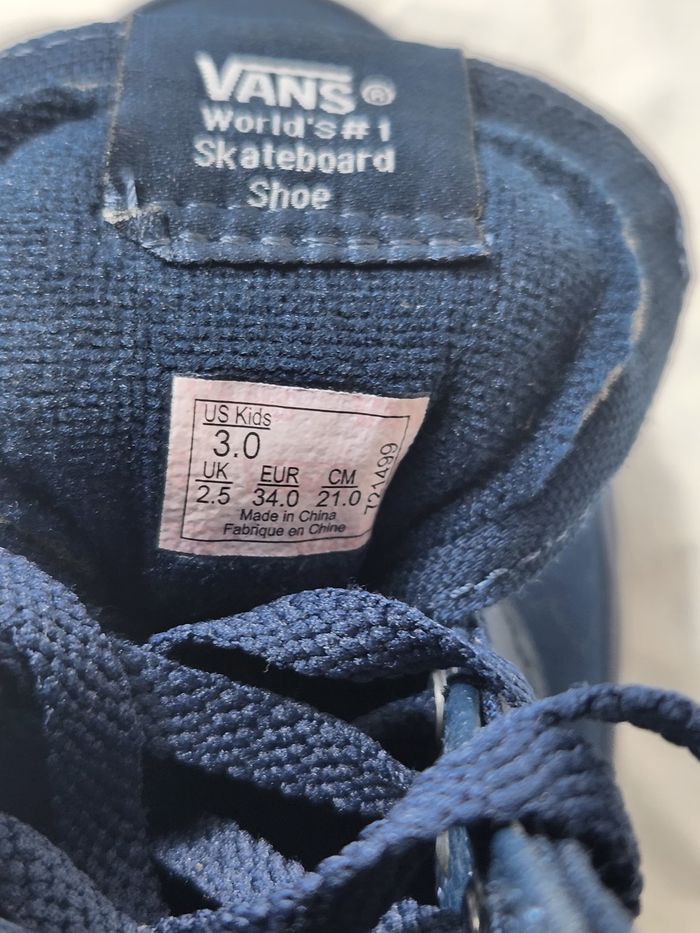 VANS®
World's #1
Skateboard
Shoe
US Kids
3.0
UK EUR CM
2.5 34.0 21.0
Made in China
Fabrique en Chine
721499